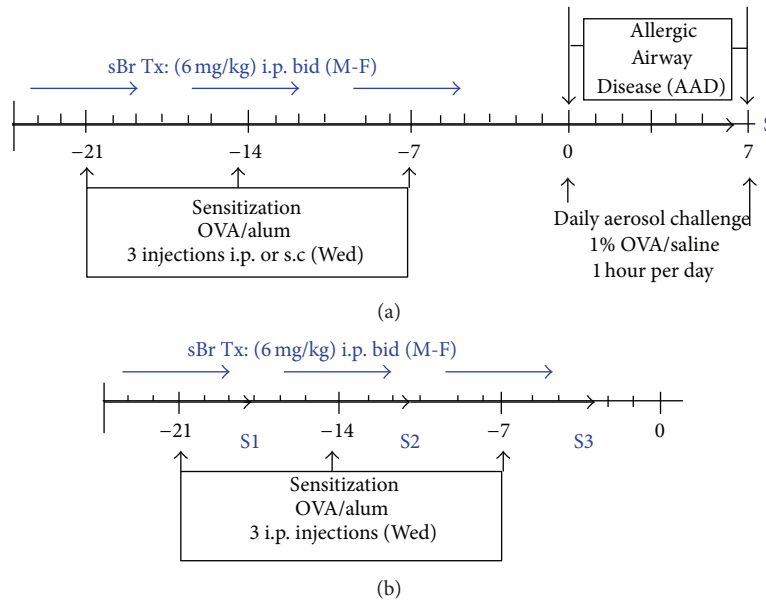 sBr Tx: (6 mg/kg) i.p. bid (M-F)
Allergic
Airway
Disease (AAD)
−21
−14
−7
0
7
Sensitization
OVA/alum
3 injections i.p. or s.c (Wed)
Daily aerosol challenge
1% OVA/saline
1 hour per day
(a)
sBr Tx: (6 mg/kg) i.p. bid (M-F)
−21
−14
−7
0
S1
S2
S3
Sensitization
OVA/alum
3 i.p. injections (Wed)
(b)